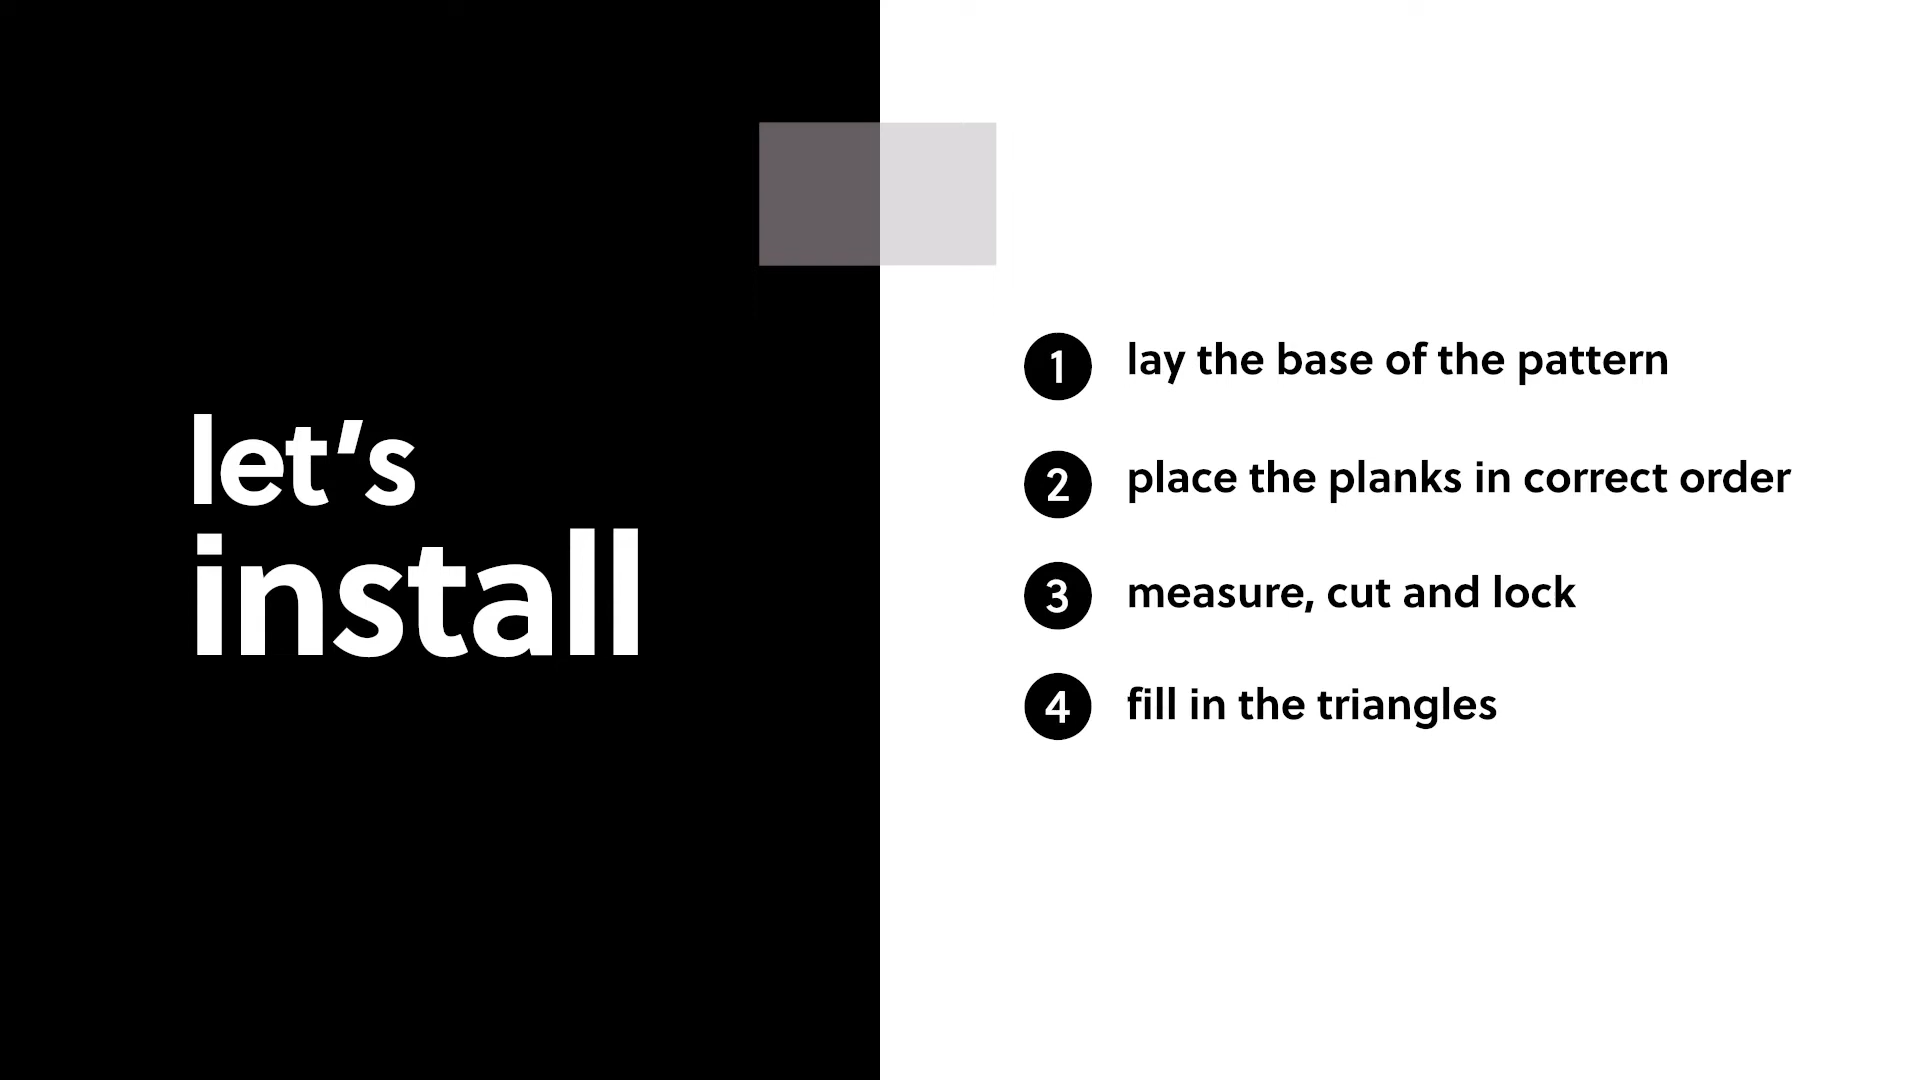 let's
install
1 lay the base of the pattern
2 place the planks in correct order
3 measure, cut and lock
4 fill in the triangles